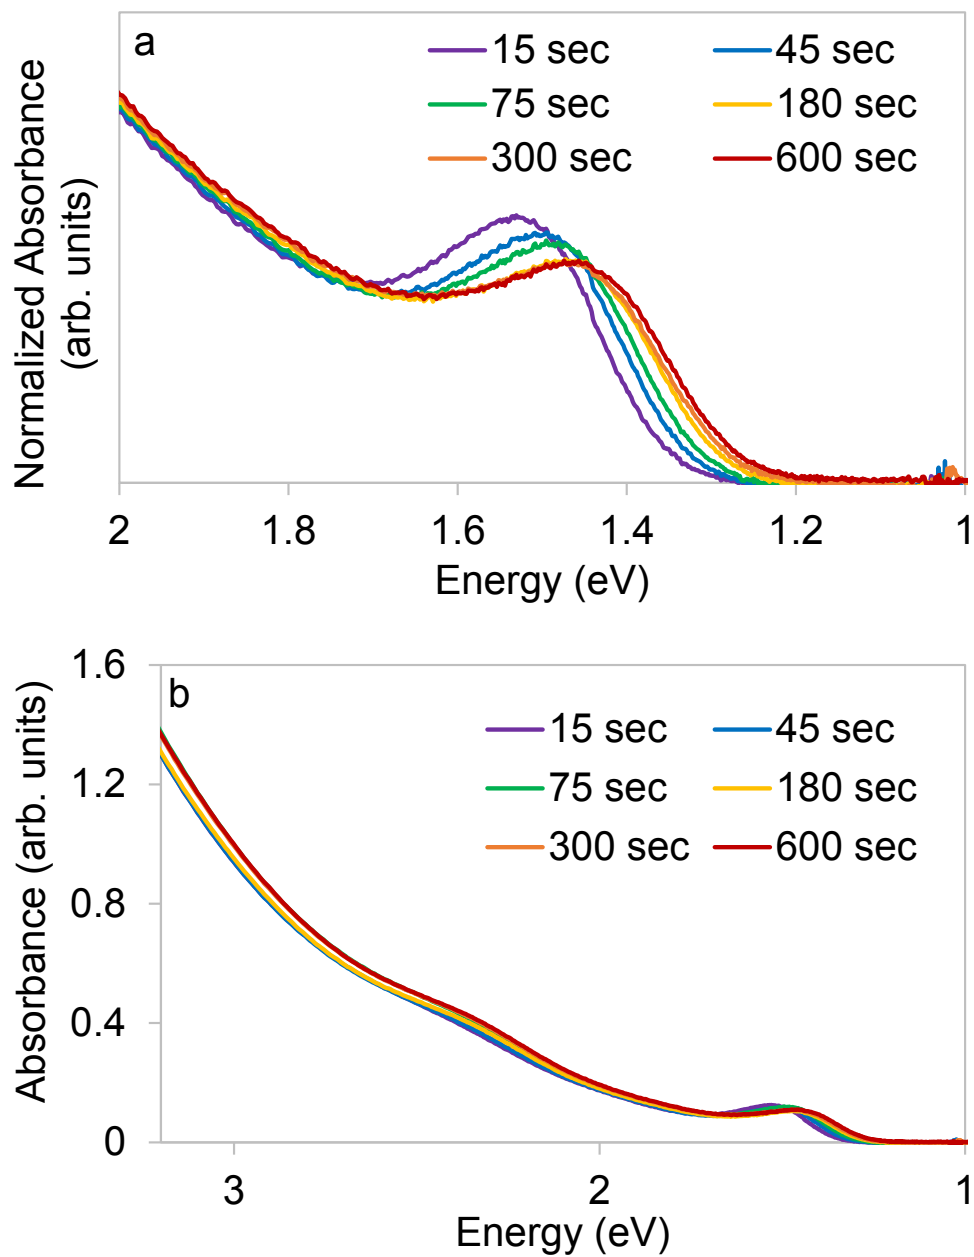 a
15 sec
45 sec
75 sec
180 sec
300 sec
600 sec
Normalized Absorbance
(arb. units)
2
1.8
1.6
1.4
1.2
1
Energy (eV)
b
15 sec
45 sec
75 sec
180 sec
300 sec
600 sec
Absorbance (arb. units)
1.6
1.2
0.8
0.4
0
3
2
1
Energy (eV)